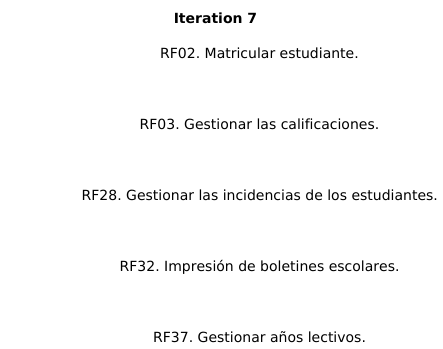 Iteration 7
RF02. Matricular estudiante.
RF03. Gestionar las calificaciones.
RF28. Gestionar las incidencias de los estudiantes.
RF32. Impresión de boletines escolares.
RF37. Gestionar años lectivos.